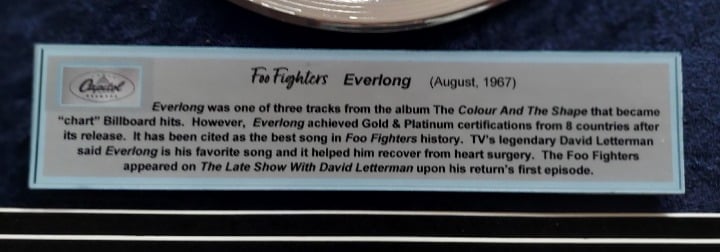 Capitol
RECORDS
Foo Fighters Everlong (August, 1967)
Everlong was one of three tracks from the album The Colour And The Shape that became
"chart" Billboard hits. However, Everlong achieved Gold & Platinum certifications from 8 countries after
its release. It has been cited as the best song in Foo Fighters history. TV's legendary David Letterman
said Everlong is his favorite song and it helped him recover from heart surgery. The Foo Fighters
appeared on The Late Show With David Letterman upon his return's first episode.